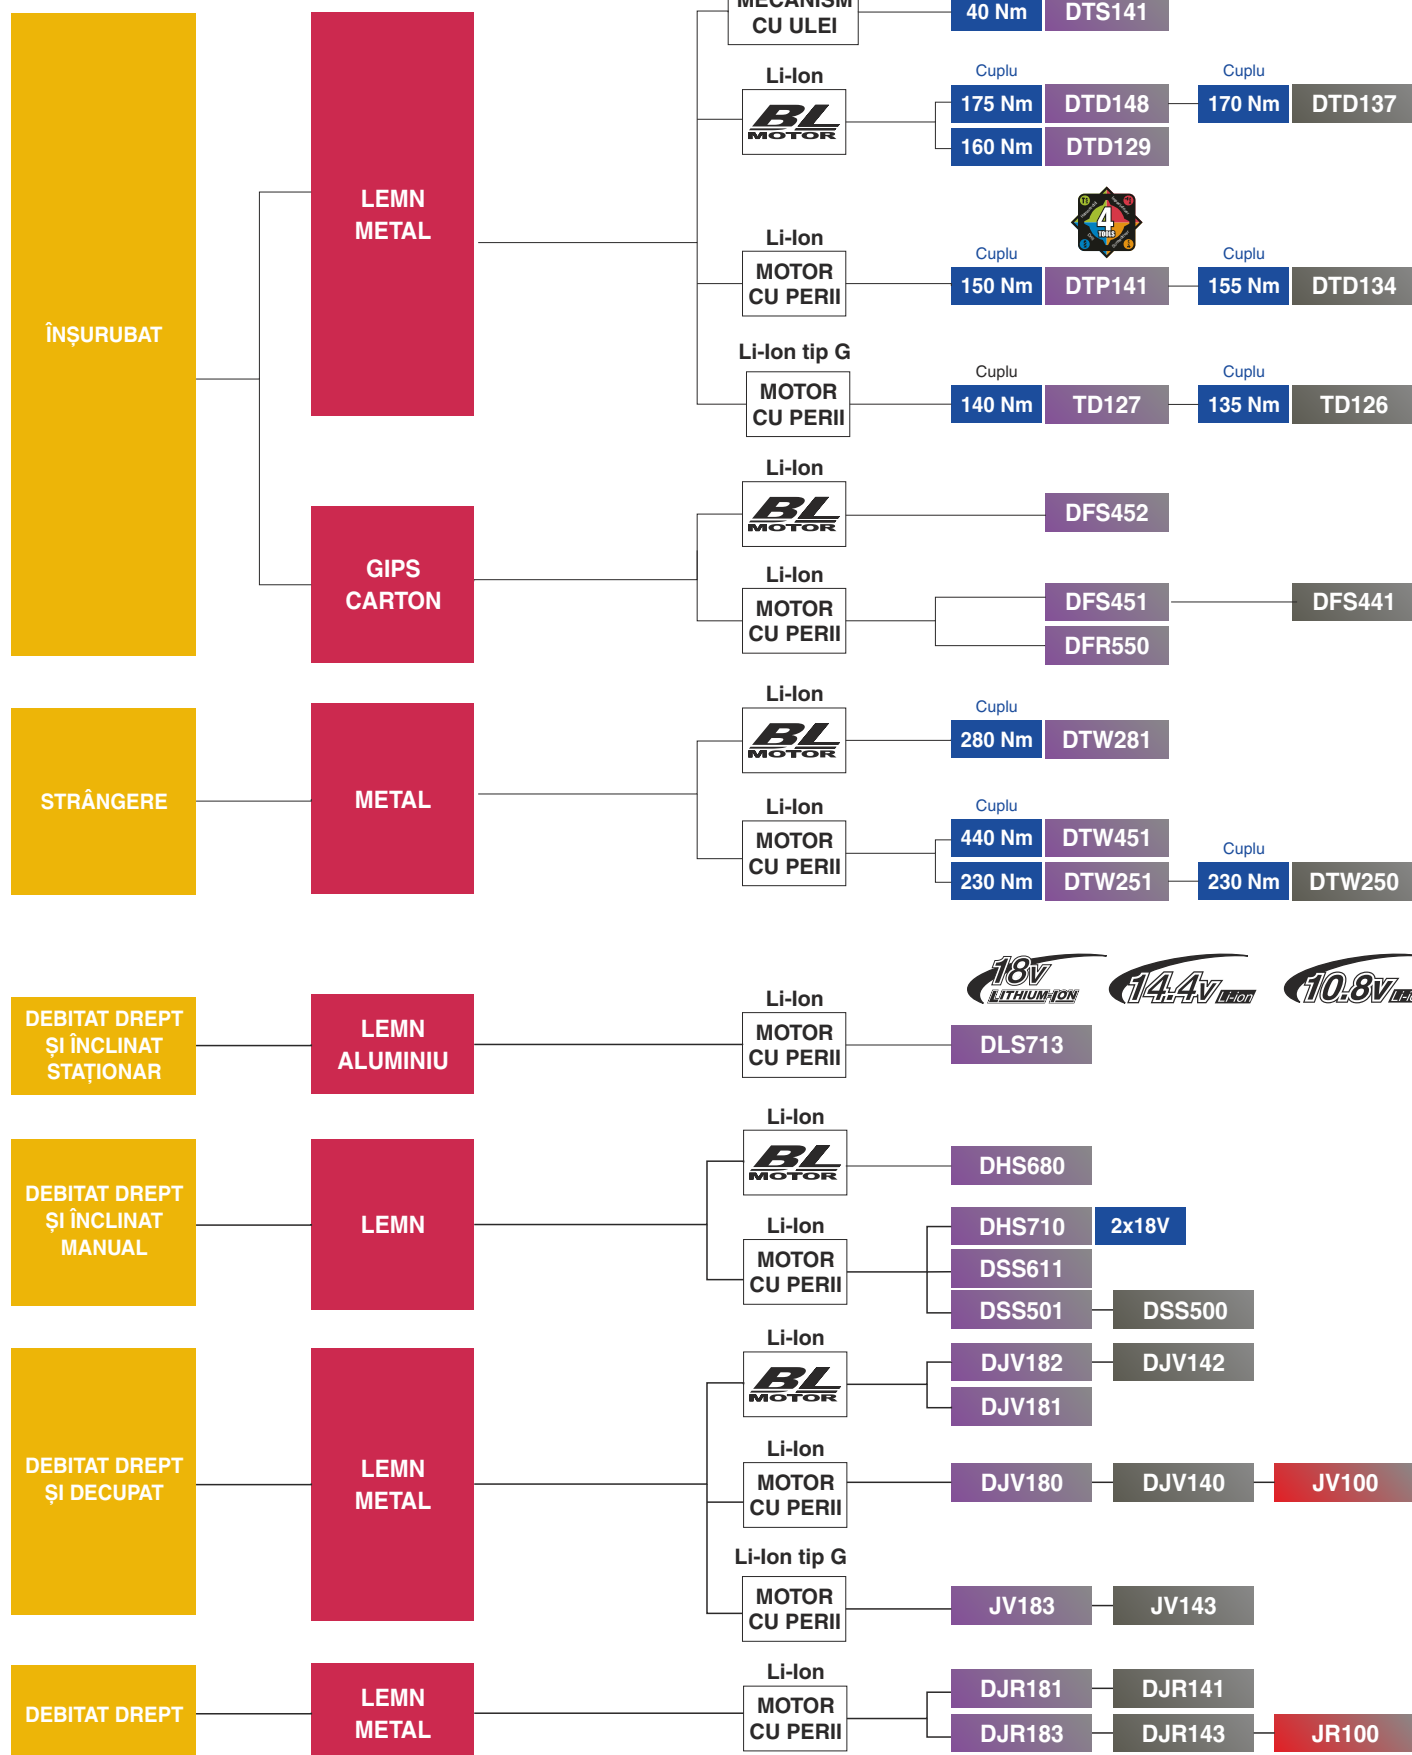 MECANISM
CU ULEI
40 Nm DTS141
ÎNȘURUBAT
LEMN
METAL
Li-Ion
BL
MOTOR
Cuplu
175 Nm DTD148
Cuplu
170 Nm DTD137
160 Nm DTD129
4
TOOLS
Li-Ion
MOTOR
CU PERII
Cuplu
150 Nm DTP141
Cuplu
155 Nm DTD134
Li-Ion tip G
MOTOR
CU PERII
Cuplu
140 Nm TD127
Cuplu
135 Nm TD126
GIPS
CARTON
Li-Ion
BL
MOTOR
DFS452
Li-Ion
MOTOR
CU PERII
DFS451 DFS441
DFR550
STRÂNGERE
METAL
Li-Ion
BL
MOTOR
Cuplu
280 Nm DTW281
Li-Ion
MOTOR
CU PERII
Cuplu
440 Nm DTW451
230 Nm DTW251
Cuplu
230 Nm DTW250
18V
LITHIUM-ION
14.4V Li-ion
10.8V
DEBITAT DREPT
ȘI ÎNCLINAT
STAȚIONAR
LEMN
ALUMINIU
Li-Ion
MOTOR
CU PERII
DLS713
DEBITAT DREPT
ȘI ÎNCLINAT
MANUAL
LEMN
Li-Ion
BL
MOTOR
DHS680
Li-Ion
MOTOR
CU PERII
DHS710 2x18V
DSS611
DSS501 DSS500
DEBITAT DREPT
ȘI DECUPAT
LEMN
METAL
Li-Ion
BL
MOTOR
DJV182 DJV142
DJV181
Li-Ion
MOTOR
CU PERII
DJV180 DJV140 JV100
Li-Ion tip G
MOTOR
CU PERII
JV183 JV143
DEBITAT DREPT
LEMN
METAL
Li-Ion
MOTOR
CU PERII
DJR181 DJR141
DJR183 DJR143 JR100